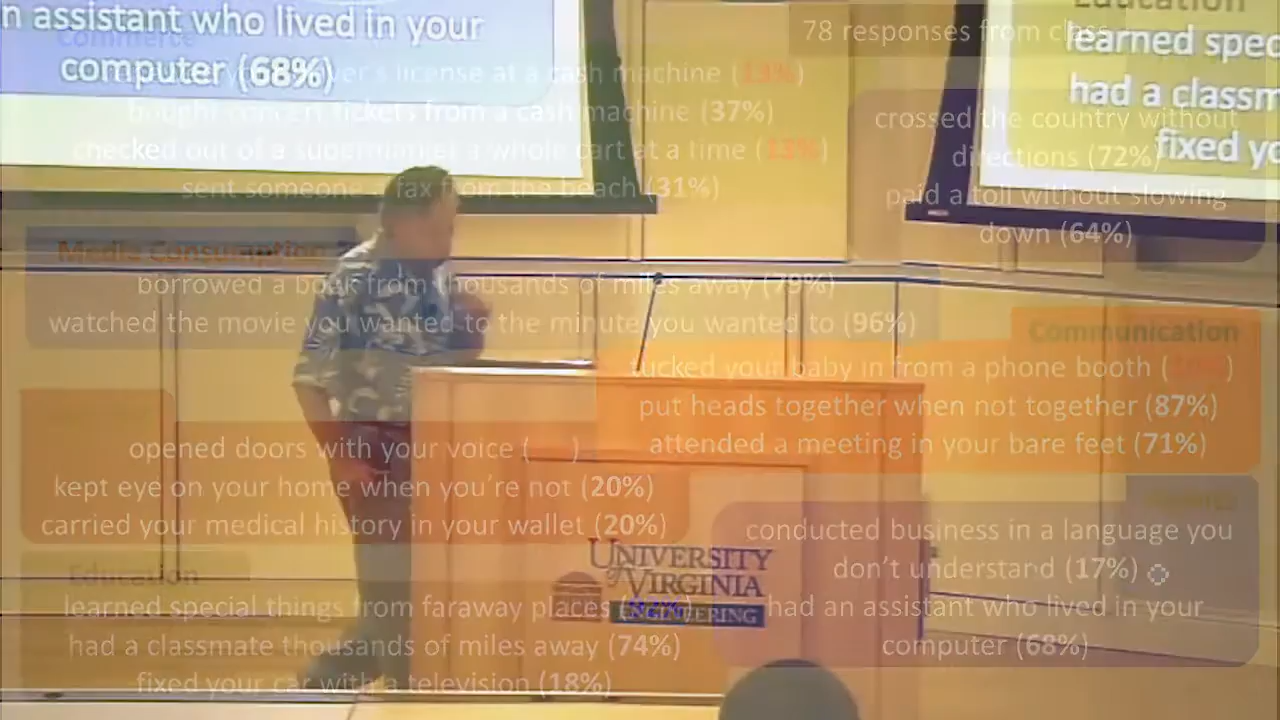 n assistant who lived in your
computer (68%)
Education
learned spec
had a classm
fixed yo
78 responses from class
Commerce
your driver's license at a cash machine (13%)
bought concert tickets from a cash machine (37%)
checked out of a supermarket a whole cart at a time (13%)
sent someone a fax from the beach (31%)
crossed the country without
directions (72%)
paid a toll without slowing
down (64%)
Media Consumption
borrowed a book from thousands of miles away (79%)
watched the movie you wanted to the minute you wanted to (96%)
Communication
tucked your baby in from a phone booth ( )
put heads together when not together (87%)
attended a meeting in your bare feet (71%)
opened doors with your voice ( )
kept eye on your home when you're not (20%)
carried your medical history in your wallet (20%)
Agents
conducted business in a language you
don't understand (17%)
had an assistant who lived in your
computer (68%)
Education
learned special things from faraway places
had a classmate thousands of miles away (74%)
fixed your car with a television (18%)
UNIVERSITY
of VIRGINIA
ENGINEERING